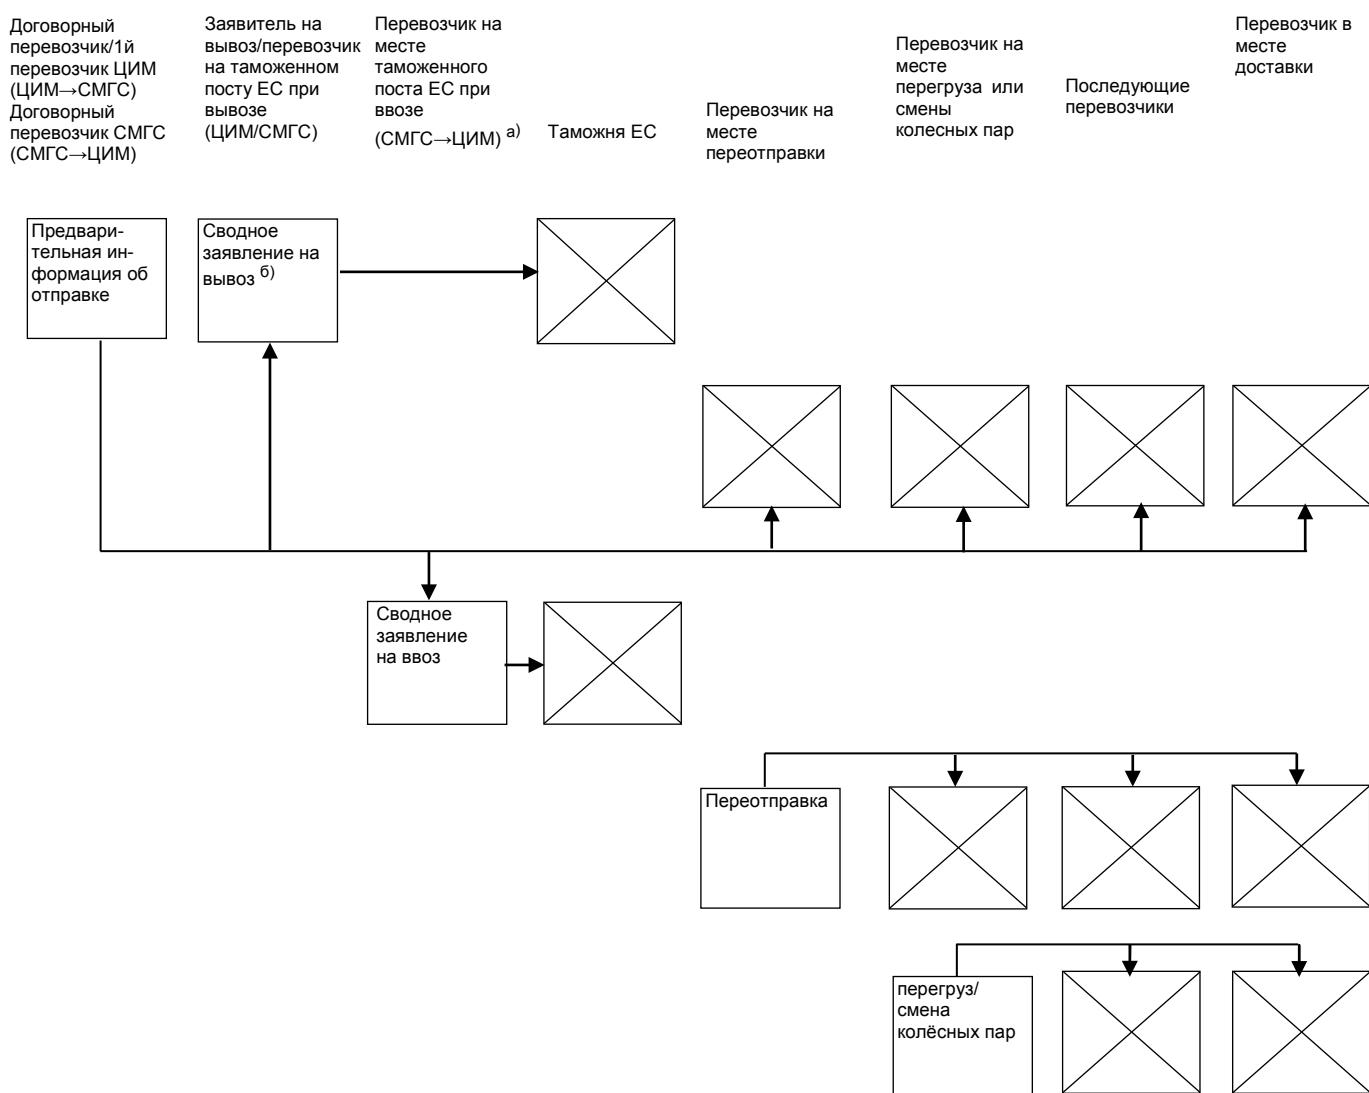 Договорный
перевозчик/1й
перевозчик ЦИМ
(ЦИМ→СМГС)
Договорный
перевозчик СМГС
(СМГС→ЦИМ)
Заявитель на
вывоз/перевозчик
на таможенном
посту ЕС при
вывозе
(ЦИМ/СМГС)
Перевозчик на
месте
таможенного
поста ЕС при
ввозе
(СМГС→ЦИМ) а)
Таможня ЕС
Перевозчик на
месте
переотправки
Перевозчик на
месте
перегруза или
смены
колесных пар
Последующие
перевозчики
Перевозчик в
месте
доставки
Предвари-
тельная ин-
формация об
отправке
Сводное
заявление на
вывоз б)
Сводное
заявление
на ввоз
Переотправка
перегруз/
смена
колёсных пар